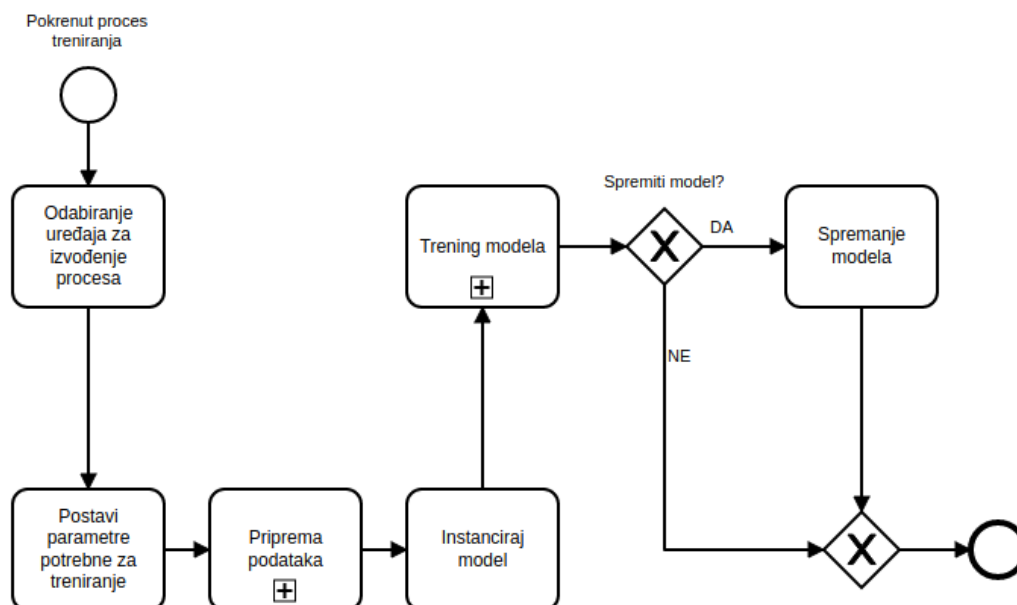 Pokrenut proces
treniranja
Odabiranje
uređaja za
izvođenje
procesa
Postavi
parametre
potrebne za
treniranje
Priprema
podataka
Instanciraj
model
Trening modela
Spremiti model?
DA
NE
Spremanje
modela